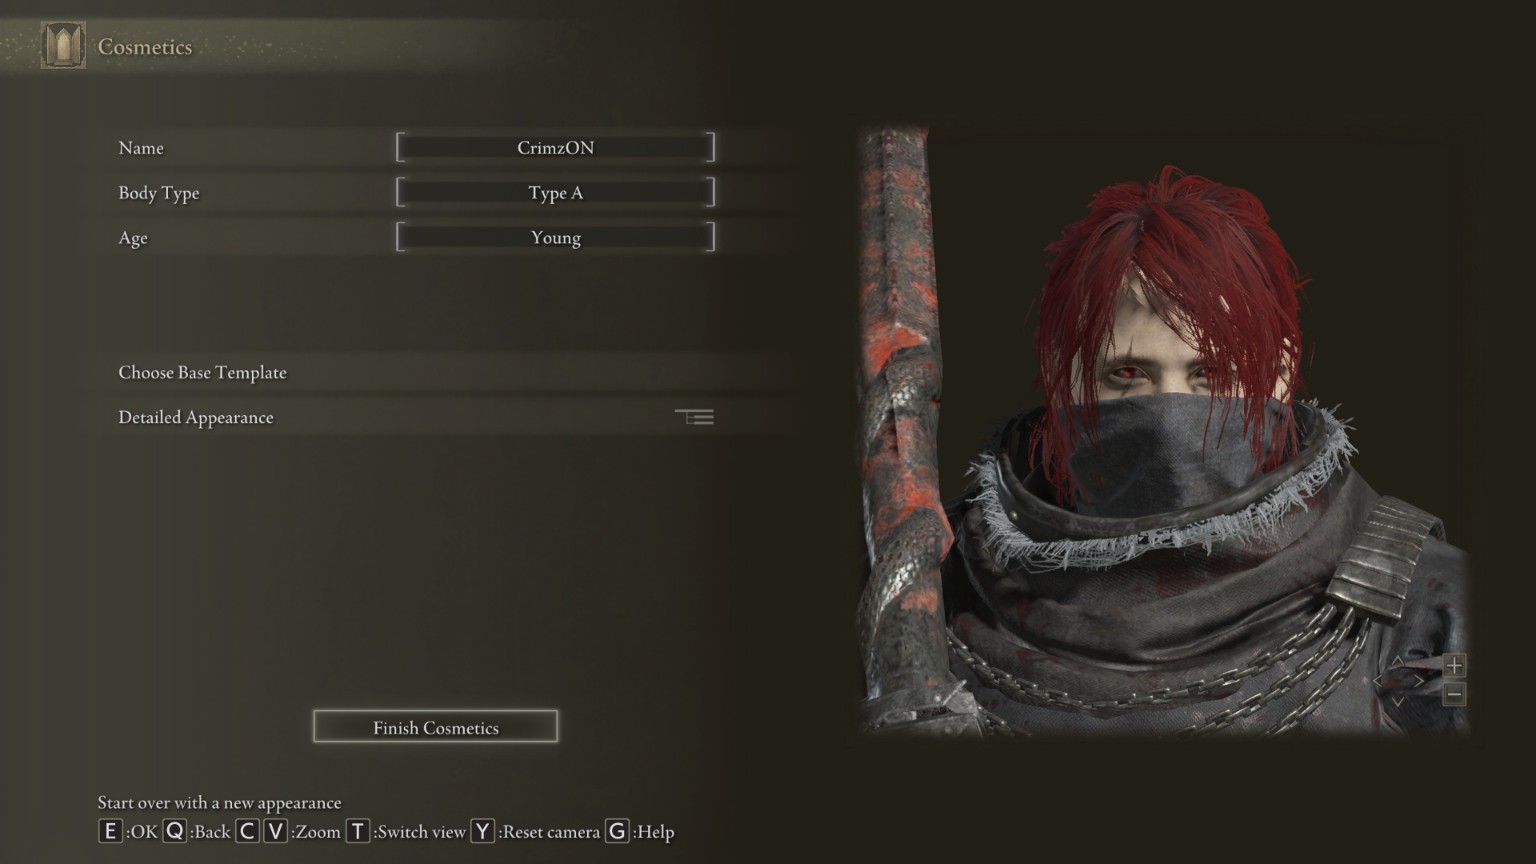 Cosmetics
Name
CrimzON
Body Type
Type A
Age
Young
Choose Base Template
Detailed Appearance
Finish Cosmetics
Start over with a new appearance
E :OK Q :Back C V :Zoom T :Switch view Y :Reset camera G :Help